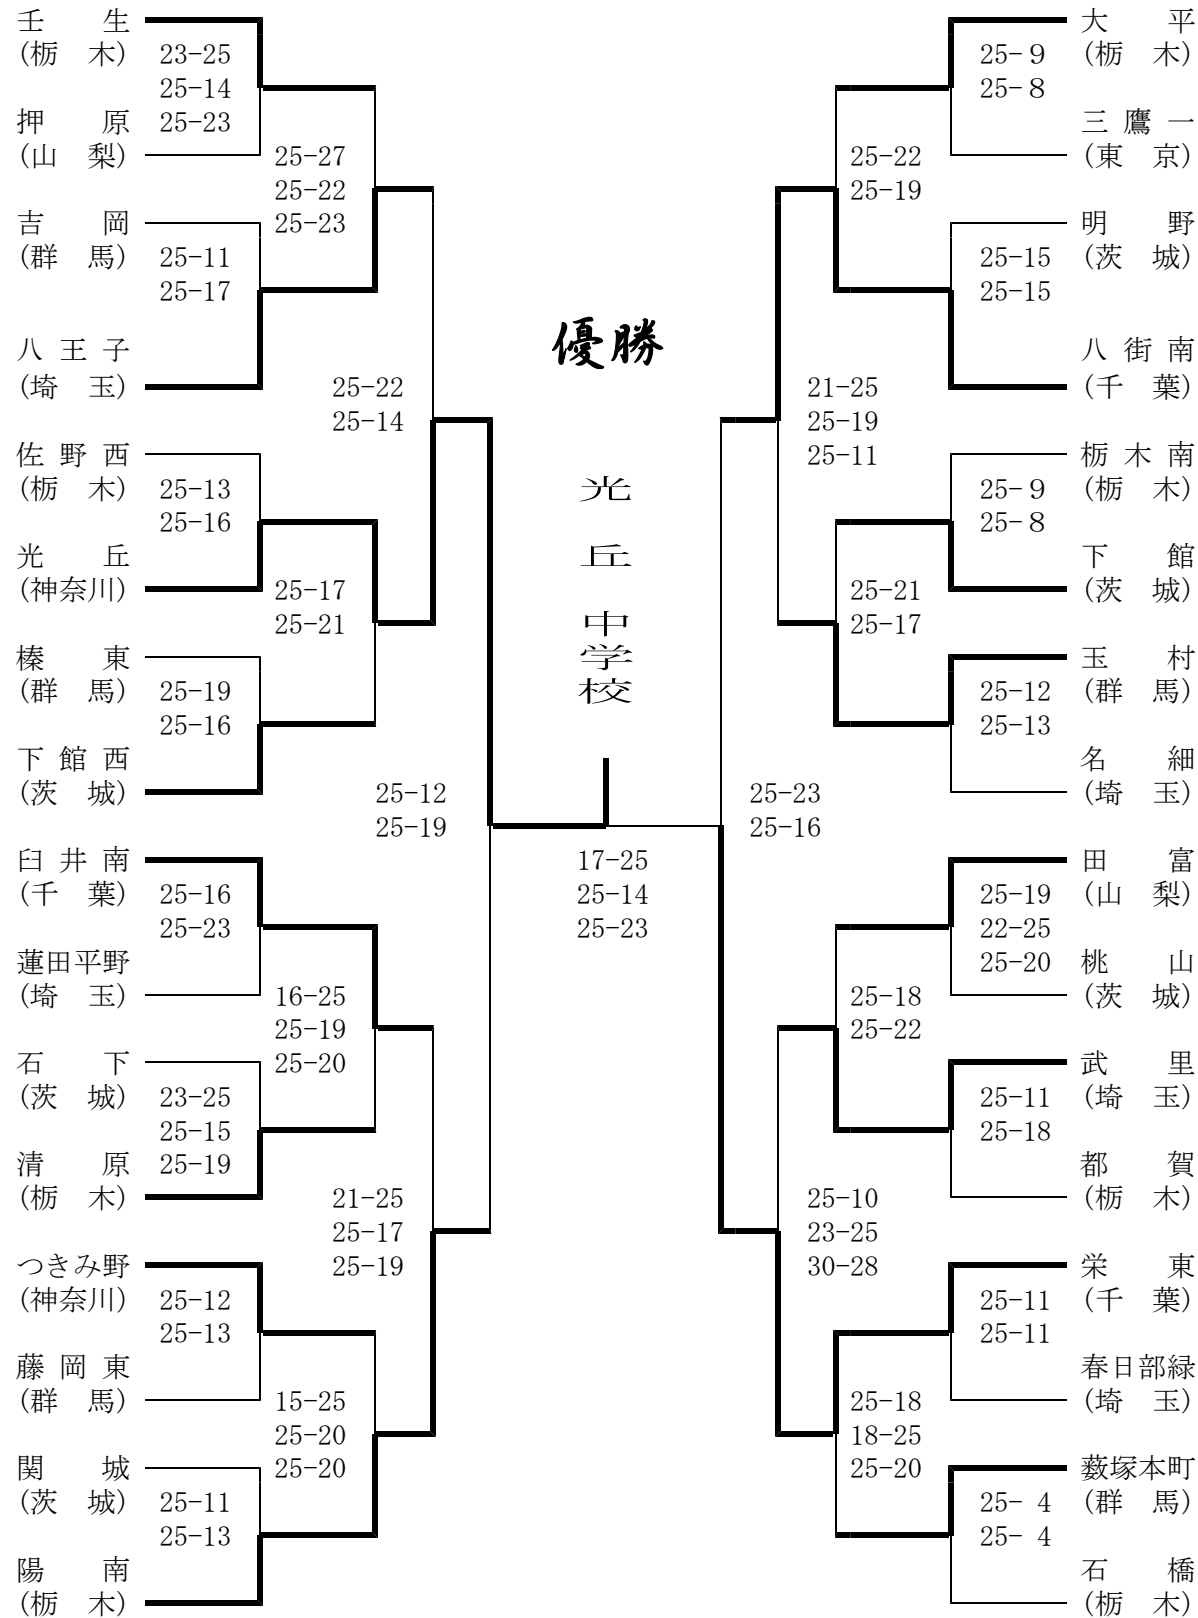 壬生
(栃木)
23-25
25-14
25-23
押原
(山梨)
25-27
25-22
25-23
吉岡
(群馬)
25-11
25-17
八王子
(埼玉)
25-22
25-14
佐野西
(栃木)
25-13
25-16
光丘
(神奈川)
25-17
25-21
榛東
(群馬)
25-19
25-16
下館西
(茨城)
25-12
25-19
臼井南
(千葉)
25-16
25-23
蓮田平野
(埼玉)
16-25
25-19
25-20
石下
(茨城)
23-25
25-15
25-19
清原
(栃木)
21-25
25-17
25-19
つきみ野
(神奈川)
25-12
25-13
藤岡東
(群馬)
15-25
25-20
25-20
関城
(茨城)
25-11
25-13
陽南
(栃木)
優勝
光丘中学校
17-25
25-14
25-23
大平
(栃木)
25-9
25-8
三鷹一
(東京)
25-22
25-19
明野
(茨城)
25-15
25-15
八街南
(千葉)
21-25
25-19
25-11
栃木南
(栃木)
25-9
25-8
下館
(茨城)
25-21
25-17
玉村
(群馬)
25-12
25-13
名細
(埼玉)
25-23
25-16
田富
(山梨)
25-19
22-25
25-20
桃山
(茨城)
25-18
25-22
武里
(埼玉)
25-11
25-18
都賀
(栃木)
25-10
23-25
30-28
栄東
(千葉)
25-11
25-11
春日部緑
(埼玉)
25-18
18-25
25-20
薮塚本町
(群馬)
25- 4
25- 4
石橋
(栃木)